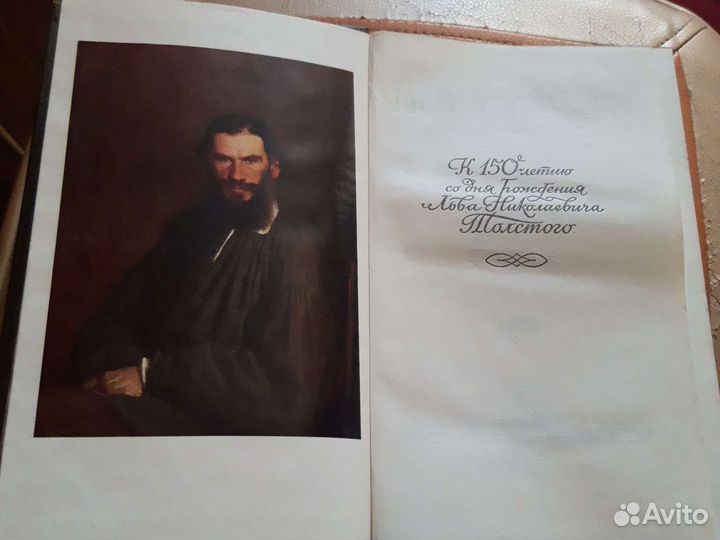 К 150-летию
со дня рождения
Льва Николаевича
Толстого
Avito